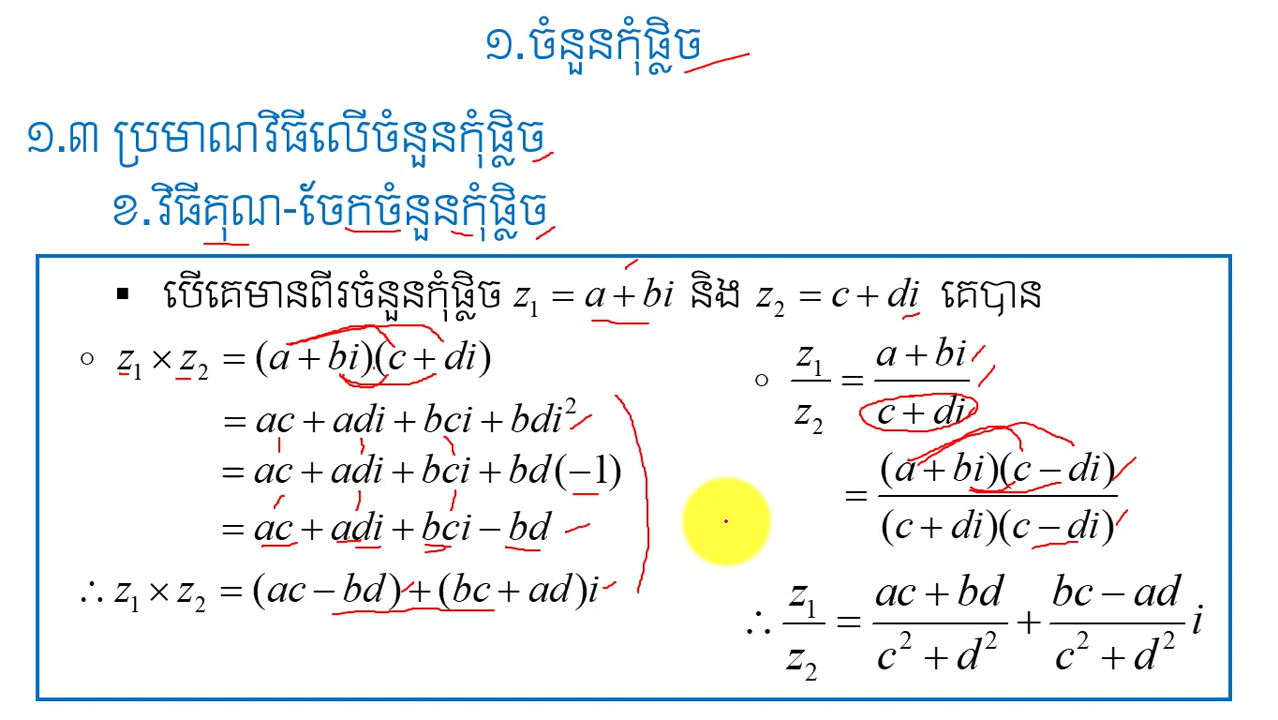 ១.ចំនួនកុំផ្លិច
១.៣ ប្រមាណវិធីលើចំនួនកុំផ្លិច
ខ.វិធីគុណ-ចែកចំនួនកុំផ្លិច
▪ បើគេមានពីរចំនួនកុំផ្លិច z₁ = a + bi និង z₂ = c + di គេបាន
○ z₁ × z₂ = (a + bi)(c + di)
= ac + adi + bci + bdi²
= ac + adi + bci + bd(−1)
= ac + adi + bci − bd
∴ z₁ × z₂ = (ac − bd) + (bc + ad)i
○ z₁/z₂ = (a + bi)/(c + di)
= (a + bi)(c − di)/(c + di)(c − di)
∴ z₁/z₂ = (ac + bd)/(c² + d²) + (bc − ad)/(c² + d²) i